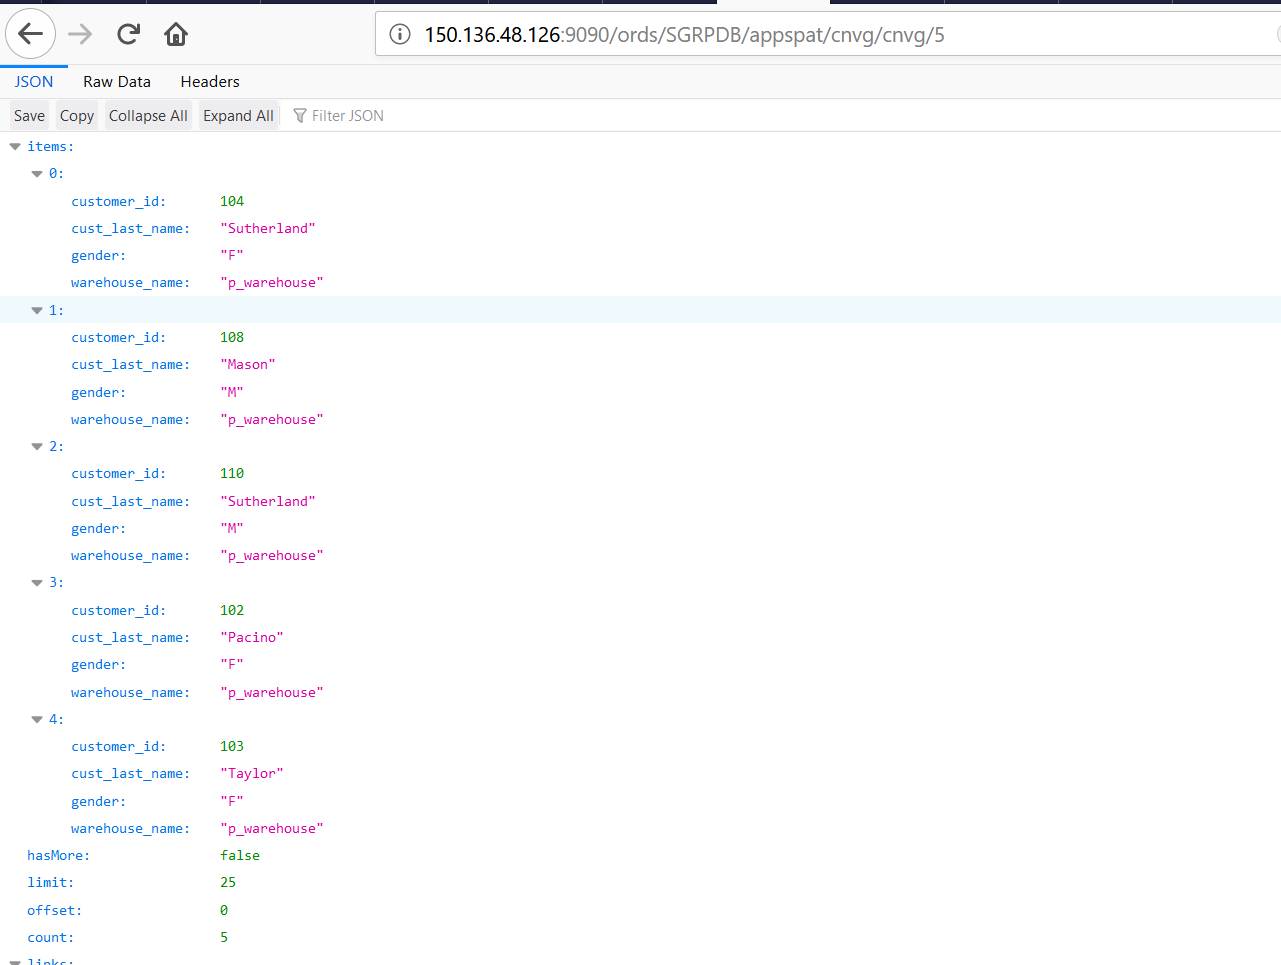 150.136.48.126:9090/ords/SGRPDB/appspat/cnvg/cnvg/5
JSON Raw Data Headers
Save Copy Collapse All Expand All Filter JSON
items:
0:
customer_id: 104
cust_last_name: "Sutherland"
gender: "F"
warehouse_name: "p_warehouse"
1:
customer_id: 108
cust_last_name: "Mason"
gender: "M"
warehouse_name: "p_warehouse"
2:
customer_id: 110
cust_last_name: "Sutherland"
gender: "M"
warehouse_name: "p_warehouse"
3:
customer_id: 102
cust_last_name: "Pacino"
gender: "F"
warehouse_name: "p_warehouse"
4:
customer_id: 103
cust_last_name: "Taylor"
gender: "F"
warehouse_name: "p_warehouse"
hasMore: false
limit: 25
offset: 0
count: 5
links: